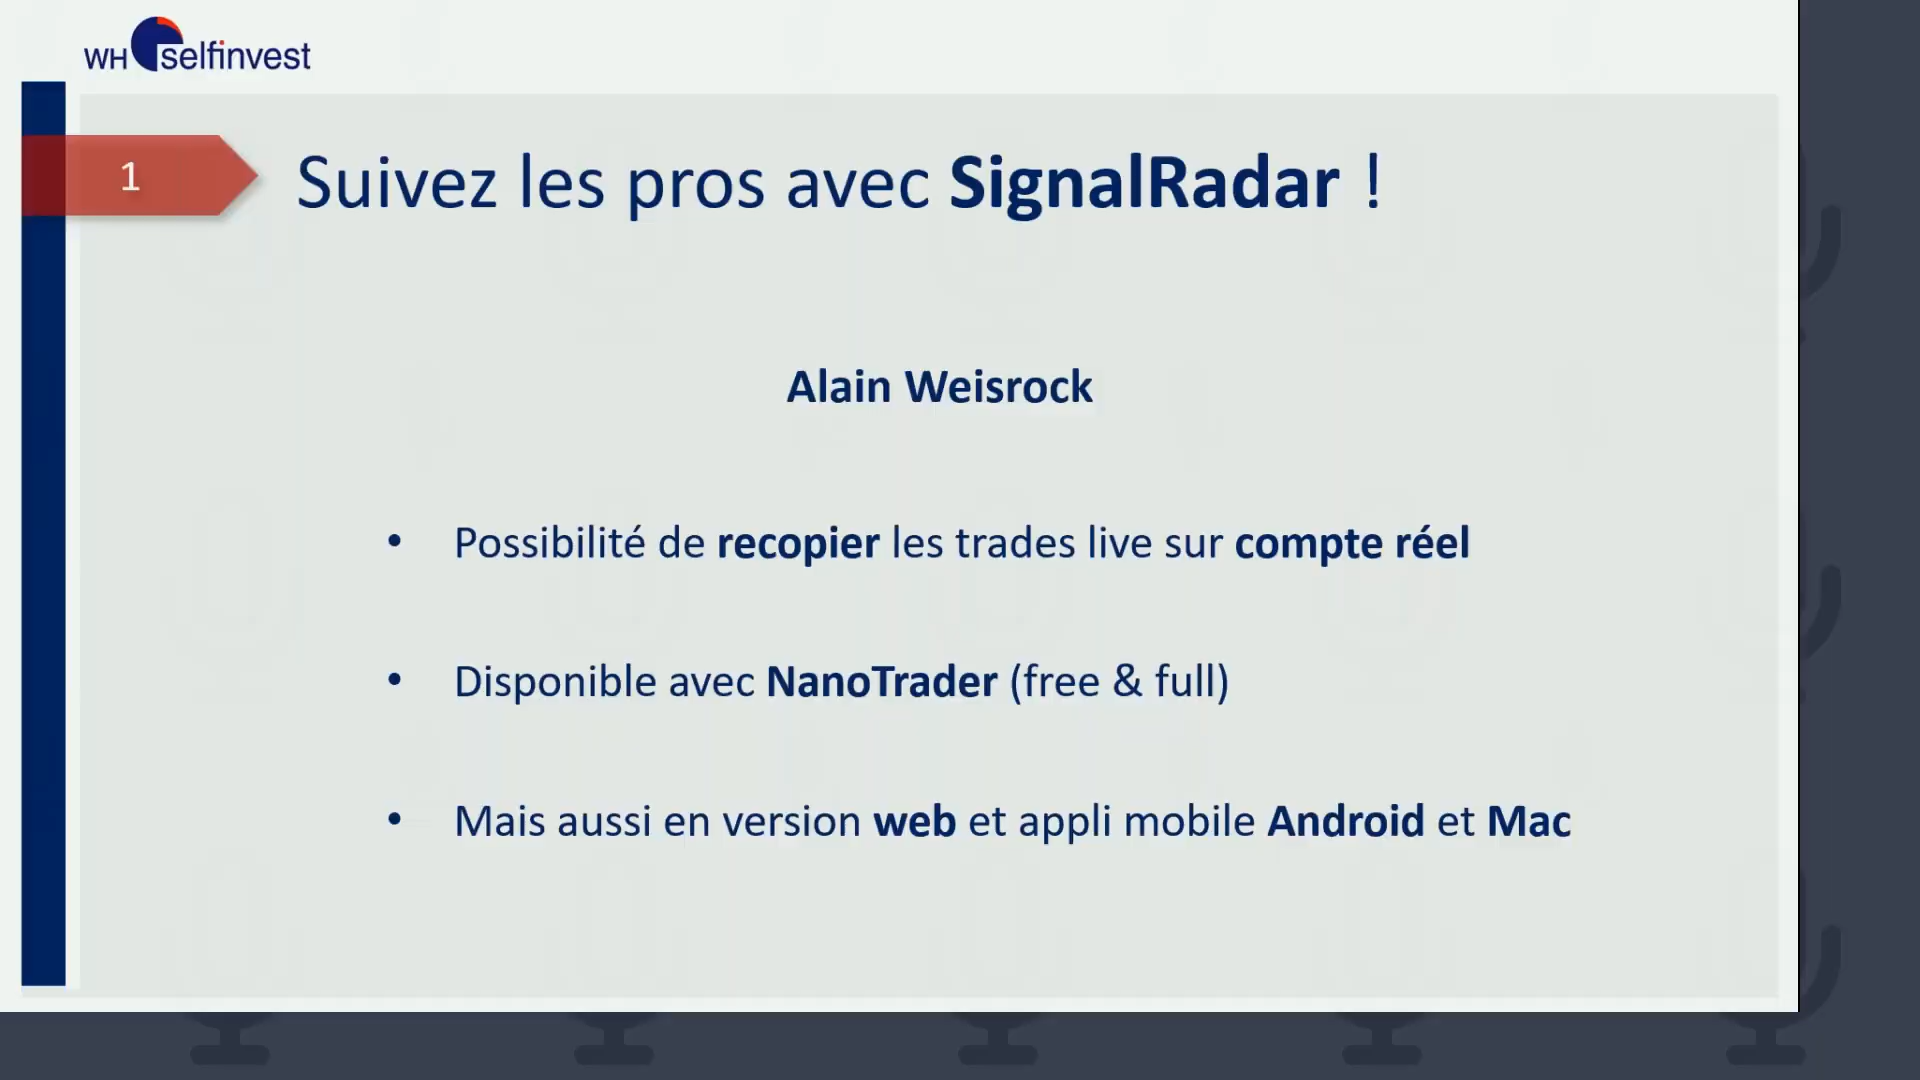 WH selfinvest
1
Suivez les pros avec SignalRadar !
Alain Weisrock
• Possibilité de recopier les trades live sur compte réel
• Disponible avec NanoTrader (free & full)
• Mais aussi en version web et appli mobile Android et Mac